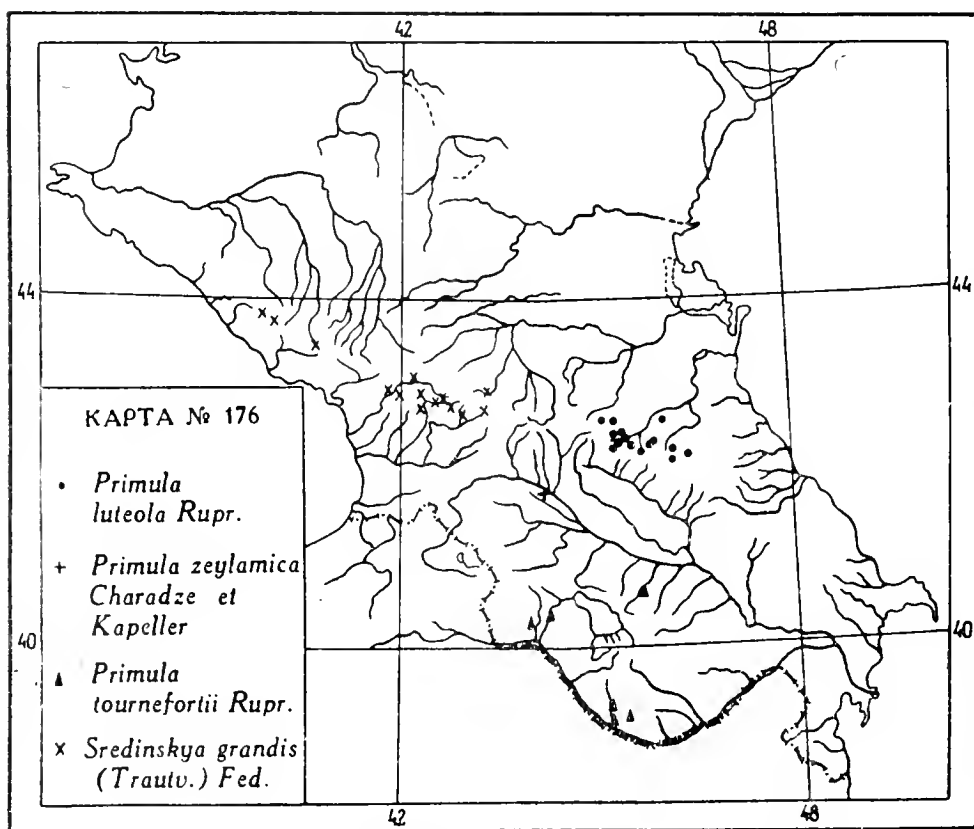 42 48
44 44
КАРТА № 176
Primula
luteola Rupr.
Primula zeylamica
Charadze et
Kapeller
Primula
tournefortii Rupr.
Sredinskya grandis
(Trautv.) Fed.
40 40
42 48